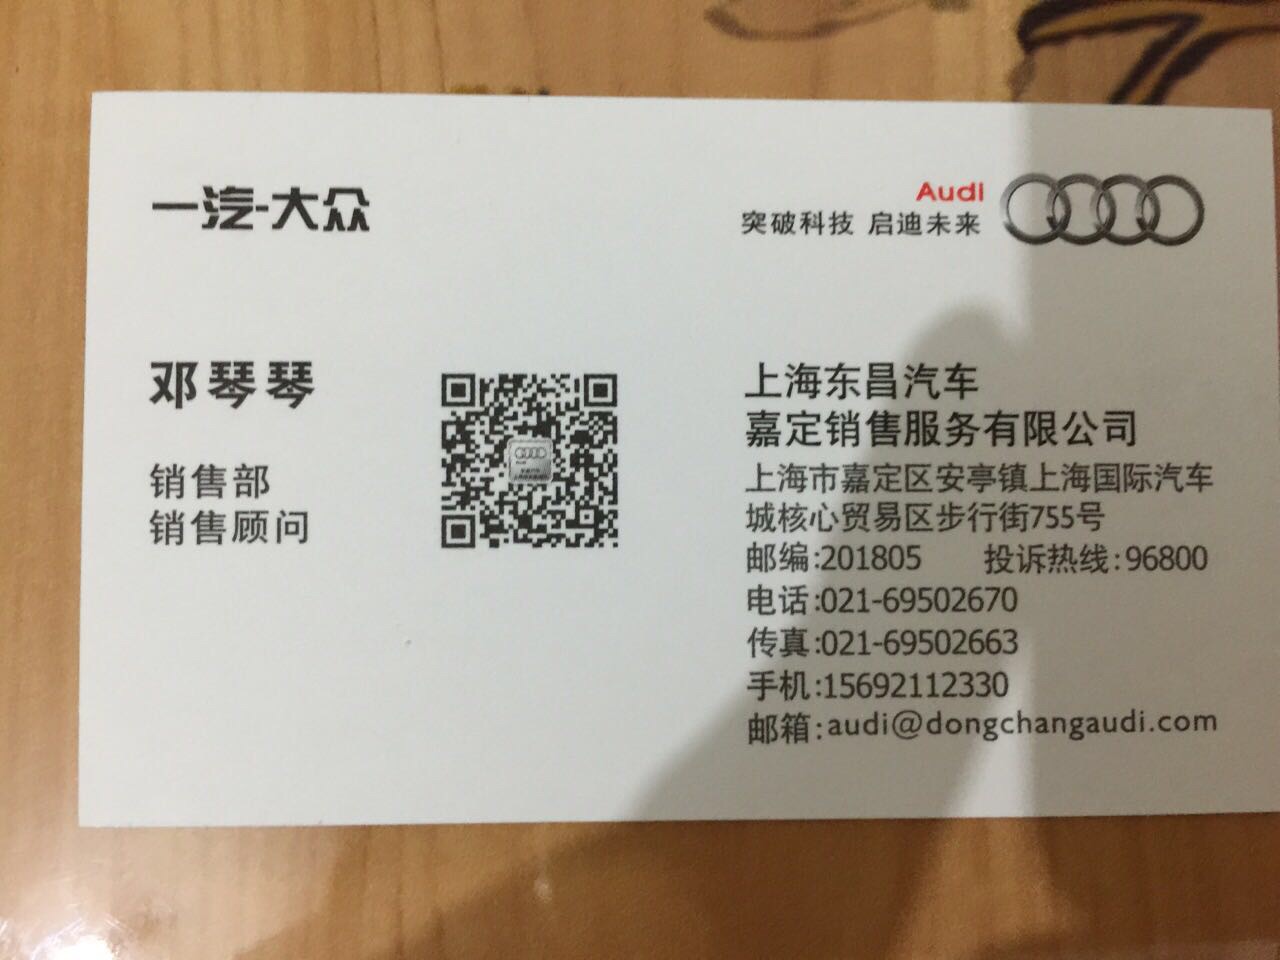 一汽-大众
Audi
突破科技 启迪未来
邓琴琴
销售部
销售顾问
上海东昌汽车
嘉定销售服务有限公司
上海市嘉定区安亭镇上海国际汽车
城核心贸易区步行街755号
邮编:201805 投诉热线:96800
电话:021-69502670
传真:021-69502663
手机:15692112330
邮箱:audi@dongchangaudi.com